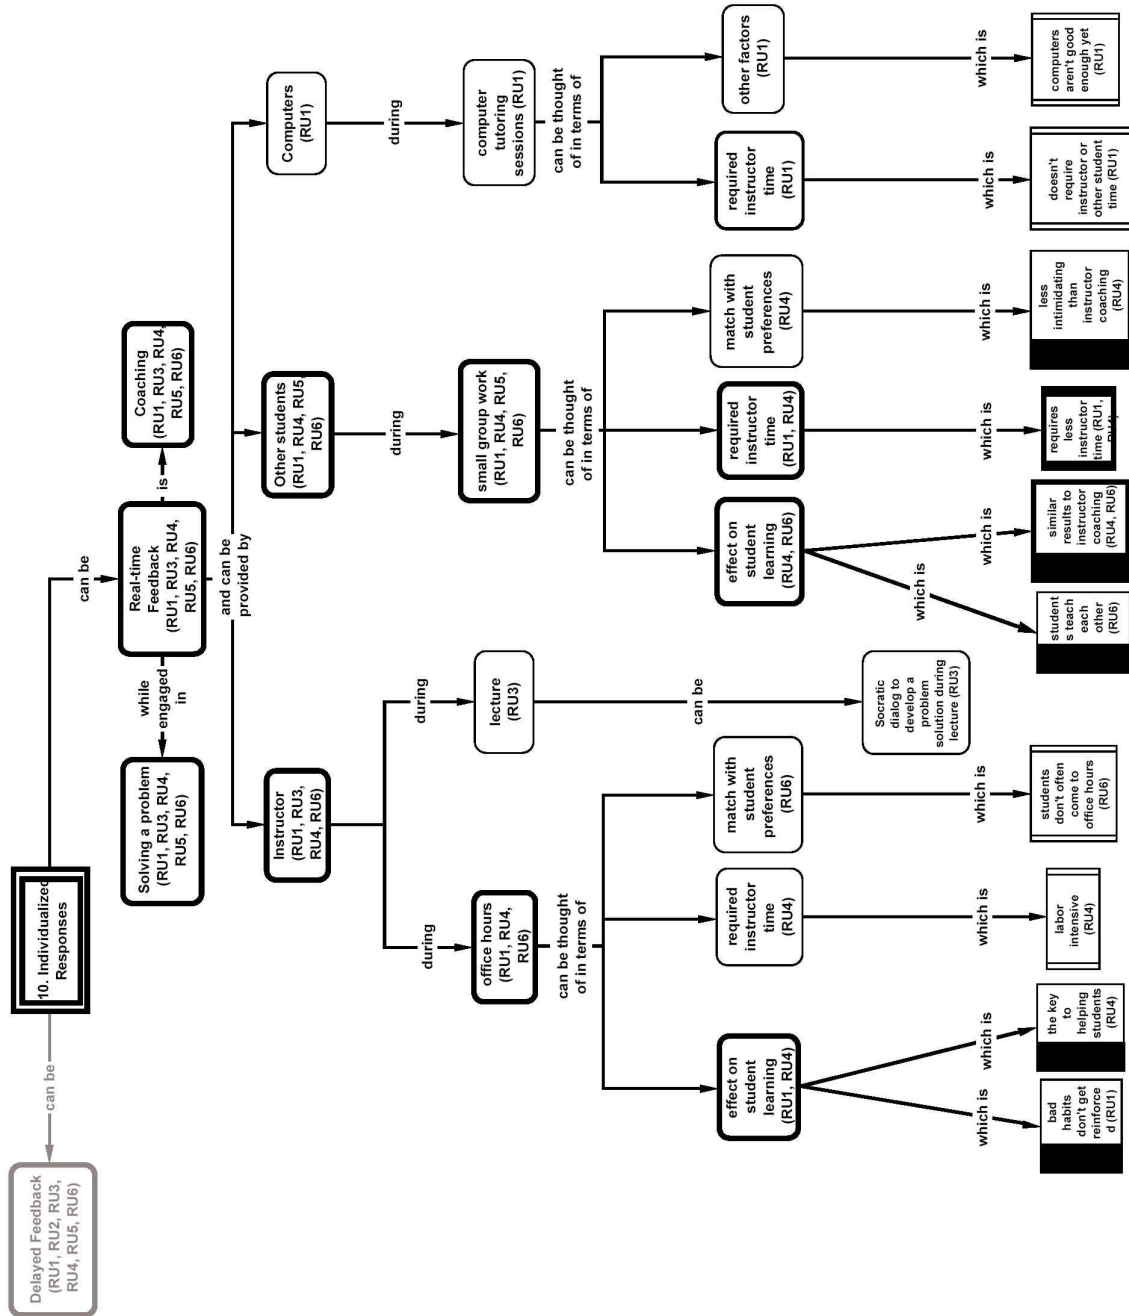 10. Individualized
Responses
can be
Delayed Feedback
(RU1, RU2, RU3,
RU4, RU5, RU6)
can be
Real-time
Feedback
(RU1, RU3, RU4,
RU5, RU6)
while
engaged
in
Solving a problem
(RU1, RU3, RU4,
RU5, RU6)
is
Coaching
(RU1, RU3, RU4,
RU5, RU6)
and can be
provided by
Instructor
(RU1, RU3,
RU4, RU6)
Other students
(RU1, RU4, RU5,
RU6)
Computers
(RU1)
during
office hours
(RU1, RU4,
RU6)
during
lecture
(RU3)
during
small group work
(RU1, RU4, RU5,
RU6)
during
computer
tutoring
sessions (RU1)
can be thought
of in terms of
can be
can be thought
of in terms of
can be thought
of in terms of
effect on
student
learning
(RU1, RU4)
required
instructor
time
(RU4)
match with
student
preferences
(RU6)
Socratic
dialog to
develop a
problem
solution during
lecture (RU3)
effect on
student
learning
(RU4, RU6)
required
instructor
time
(RU1, RU4)
match with
student
preferences
(RU4)
required
instructor
time
(RU1)
other factors
(RU1)
which is
which is
which is
which is
which is
which is
which is
which is
which is
which is
bad
habits
don't get
reinforce
d (RU1)
the key
to
helping
students
(RU4)
labor
intensive
(RU4)
students
don't often
come to
office hours
(RU6)
student
s teach
each
other
(RU6)
similar
results to
instructor
coaching
(RU4, RU6)
requires
less
instructor
time (RU1,
RU4)
less
intimidating
than
instructor
coaching
(RU4)
doesn't
require
instructor or
other student
time (RU1)
computers
aren't good
enough yet
(RU1)